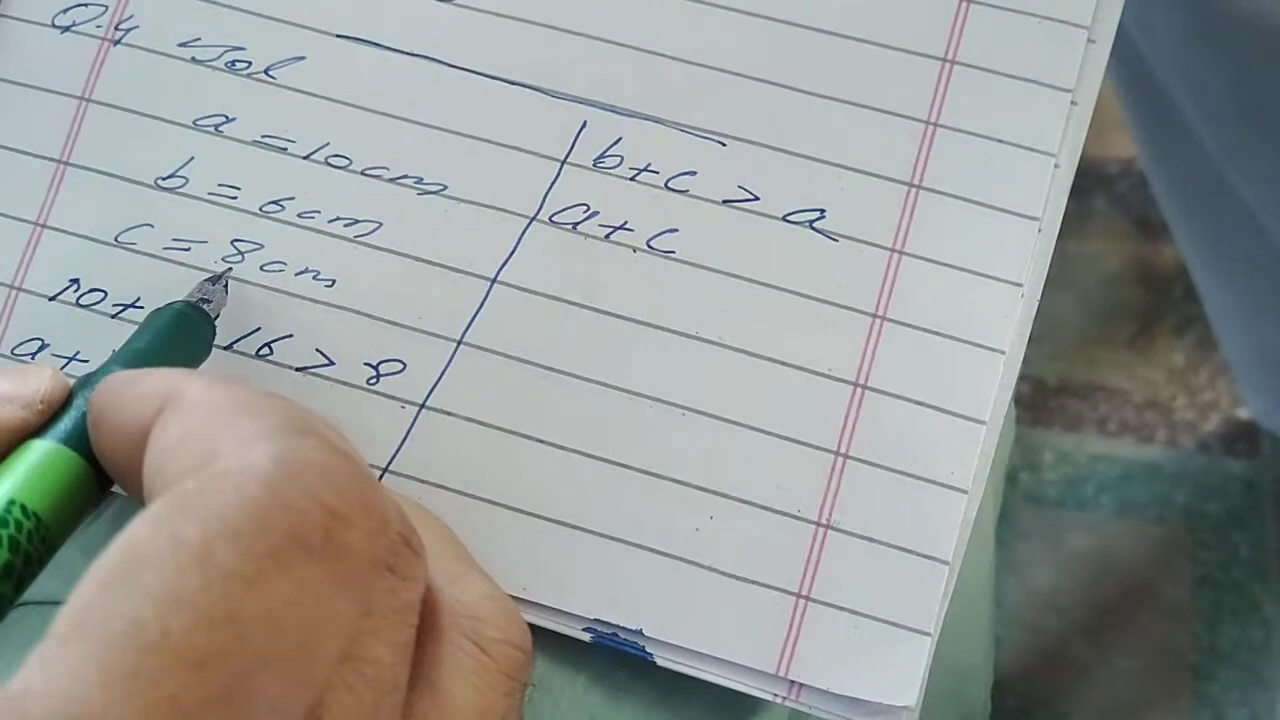 Q.4 Sol
a = 10cm
b = 6cm
c = 8cm
10+ 16 > 8
a+
b+c > a
a+c